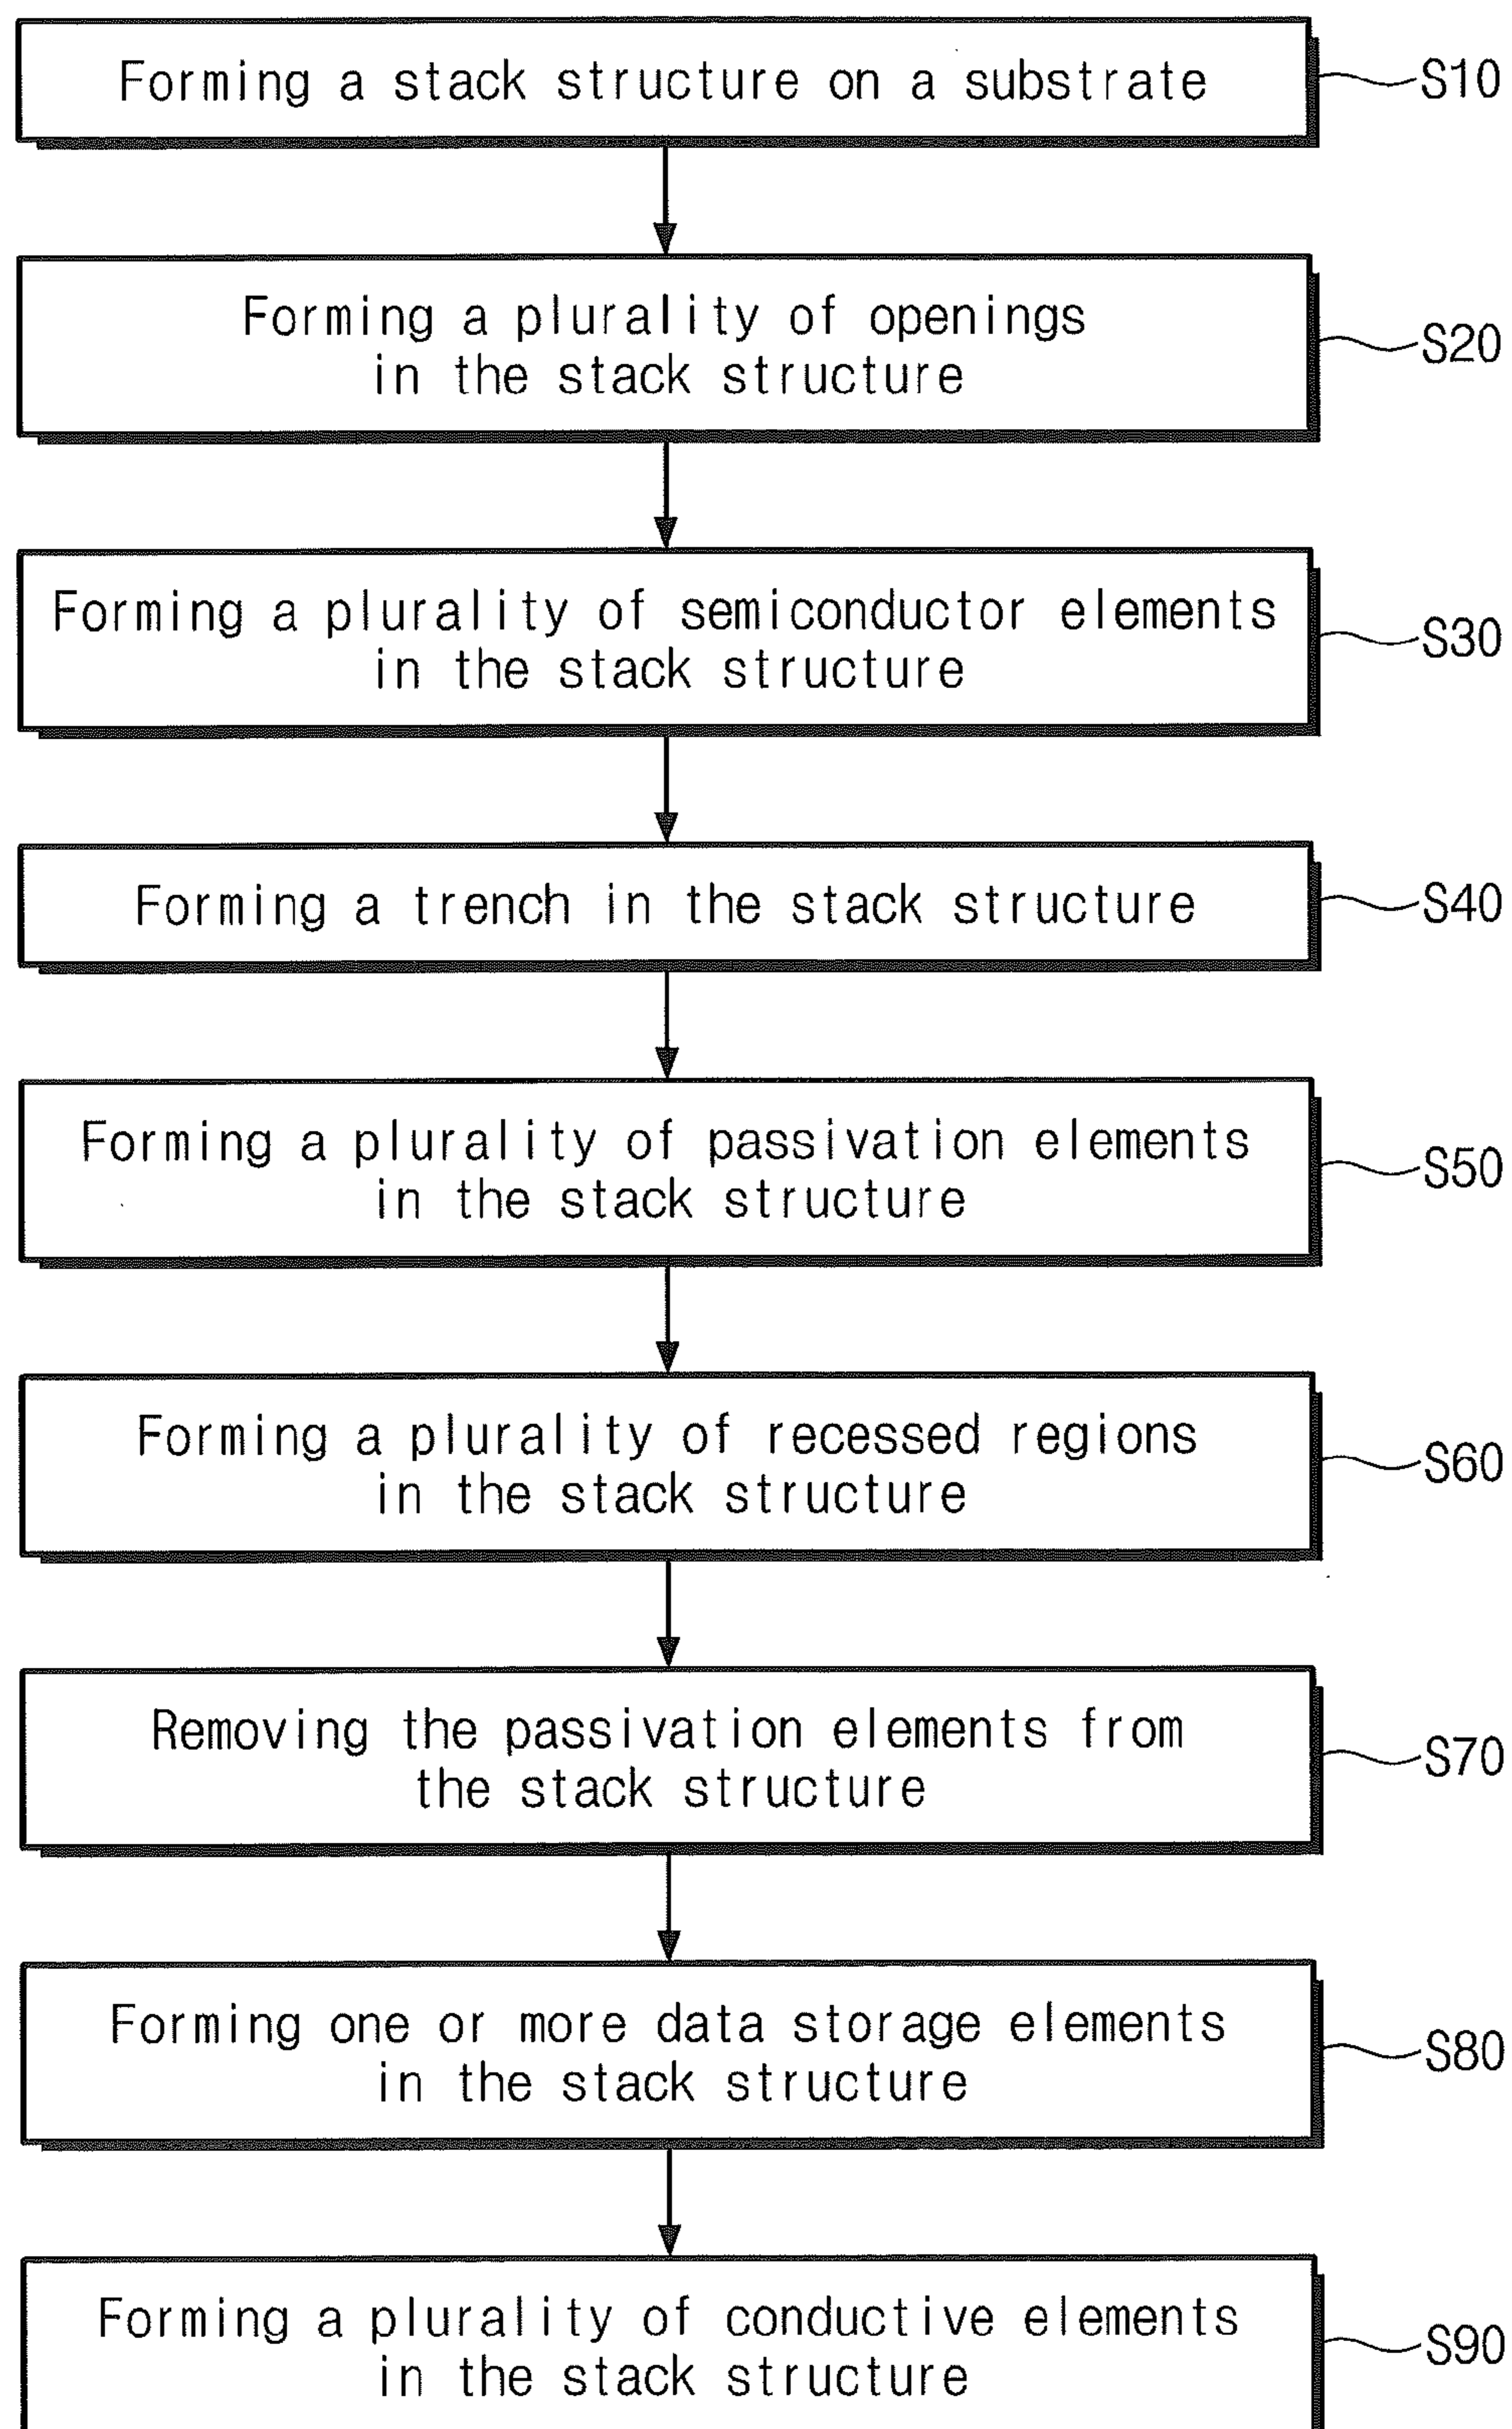 Forming a stack structure on a substrate
S10
Forming a plurality of openings
in the stack structure
S20
Forming a plurality of semiconductor elements
in the stack structure
S30
Forming a trench in the stack structure
S40
Forming a plurality of passivation elements
in the stack structure
S50
Forming a plurality of recessed regions
in the stack structure
S60
Removing the passivation elements from
the stack structure
S70
Forming one or more data storage elements
in the stack structure
S80
Forming a plurality of conductive elements
in the stack structure
S90